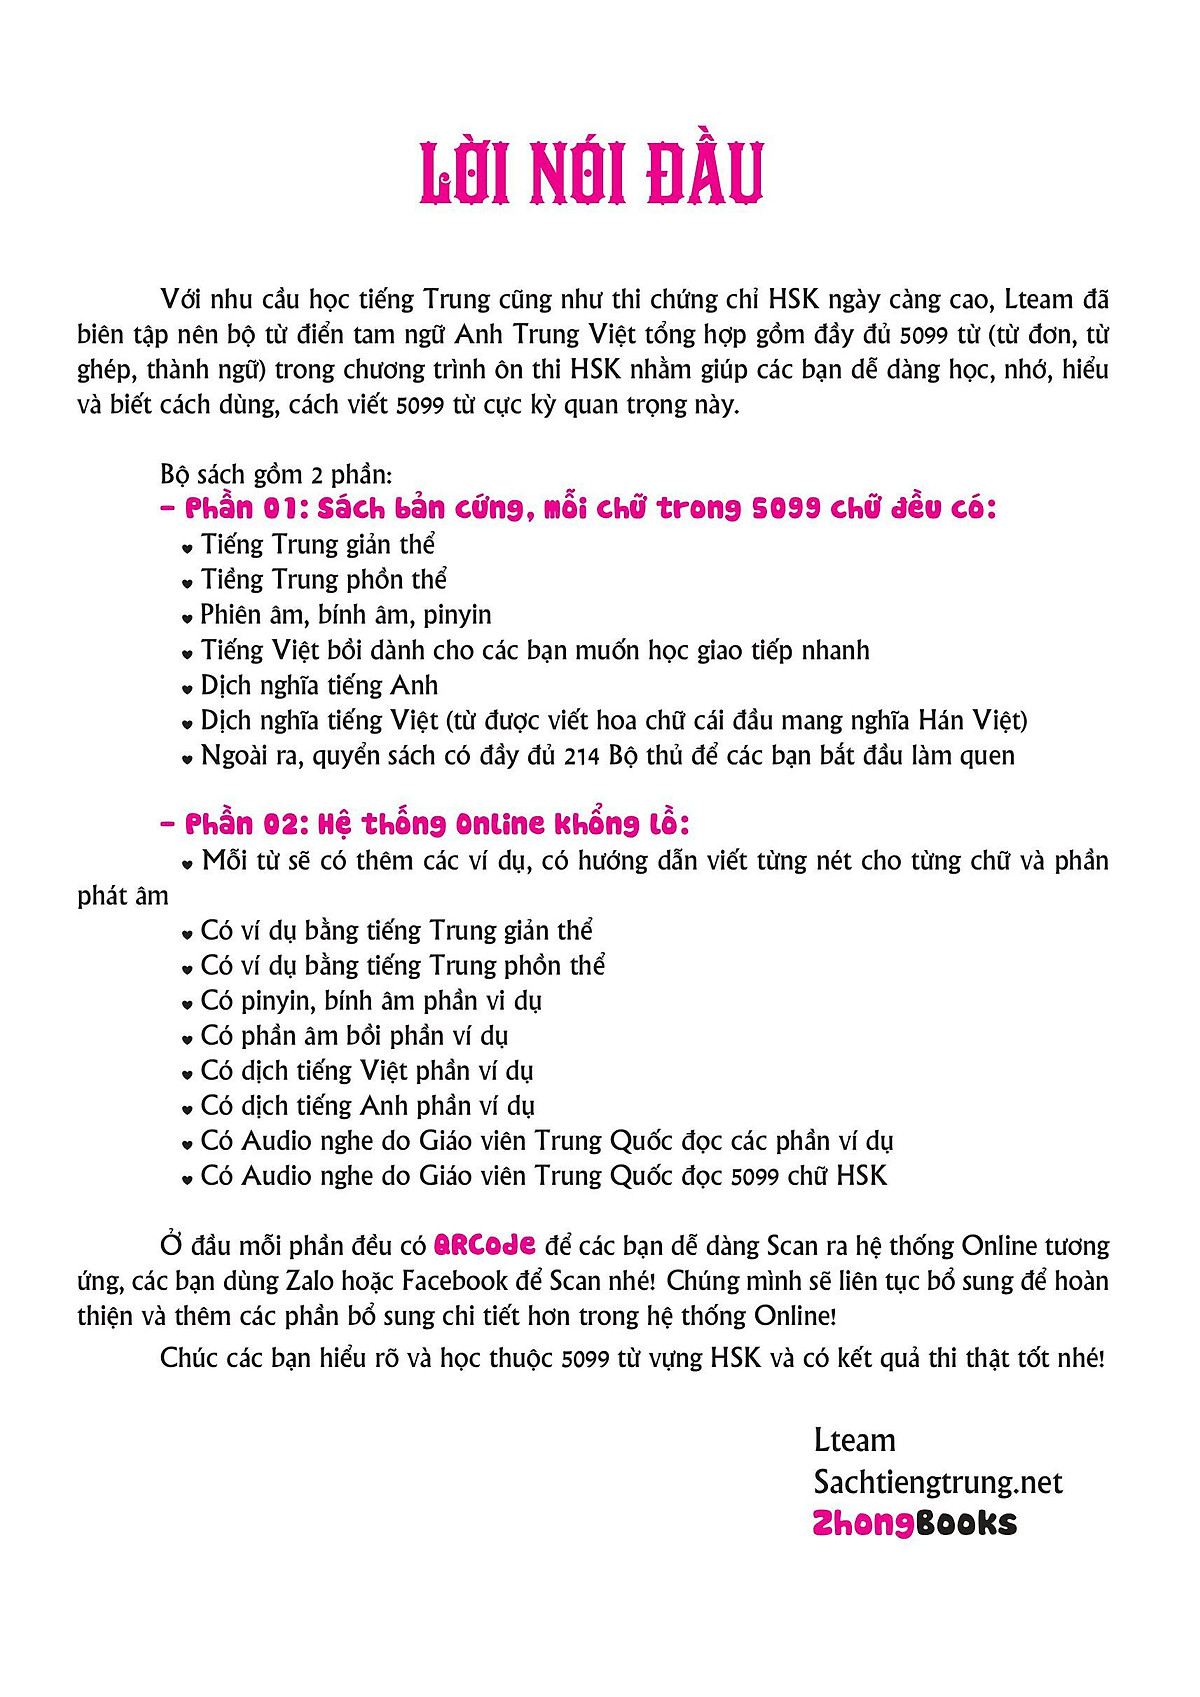 LỜI NÓI ĐẦU
Với nhu cầu học tiếng Trung cũng như thi chứng chỉ HSK ngày càng cao, Lteam đã
biên tập nên bộ từ điển tam ngữ Anh Trung Việt tổng hợp gồm đầy đủ 5099 từ (từ đơn, từ
ghép, thành ngữ) trong chương trình ôn thi HSK nhằm giúp các bạn dễ dàng học, nhớ, hiểu
và biết cách dùng, cách viết 5099 từ cực kỳ quan trọng này.
Bộ sách gồm 2 phần:
- Phần 01: Sách bản cứng, mỗi chữ trong 5099 chữ đều có:
♥ Tiếng Trung giản thể
♥ Tiềng Trung phồn thể
♥ Phiên âm, bính âm, pinyin
♥ Tiếng Việt bồi dành cho các bạn muốn học giao tiếp nhanh
♥ Dịch nghĩa tiếng Anh
♥ Dịch nghĩa tiếng Việt (từ được viết hoa chữ cái đầu mang nghĩa Hán Việt)
♥ Ngoài ra, quyển sách có đầy đủ 214 Bộ thủ để các bạn bắt đầu làm quen
- Phần 02: Hệ thống Online khổng lồ:
♥ Mỗi từ sẽ có thêm các ví dụ, có hướng dẫn viết từng nét cho từng chữ và phần
phát âm
♥ Có ví dụ bằng tiếng Trung giản thể
♥ Có ví dụ bằng tiếng Trung phồn thể
♥ Có pinyin, bính âm phần vi dụ
♥ Có phần âm bồi phần ví dụ
♥ Có dịch tiếng Việt phần ví dụ
♥ Có dịch tiếng Anh phần ví dụ
♥ Có Audio nghe do Giáo viên Trung Quốc đọc các phần ví dụ
♥ Có Audio nghe do Giáo viên Trung Quốc đọc 5099 chữ HSK
Ở đầu mỗi phần đều có QRCode để các bạn dễ dàng Scan ra hệ thống Online tương
ứng, các bạn dùng Zalo hoặc Facebook để Scan nhé! Chúng mình sẽ liên tục bổ sung để hoàn
thiện và thêm các phần bổ sung chi tiết hơn trong hệ thống Online!
Chúc các bạn hiểu rõ và học thuộc 5099 từ vựng HSK và có kết quả thi thật tốt nhé!
Lteam
Sachtiengtrung.net
ZhongBooks